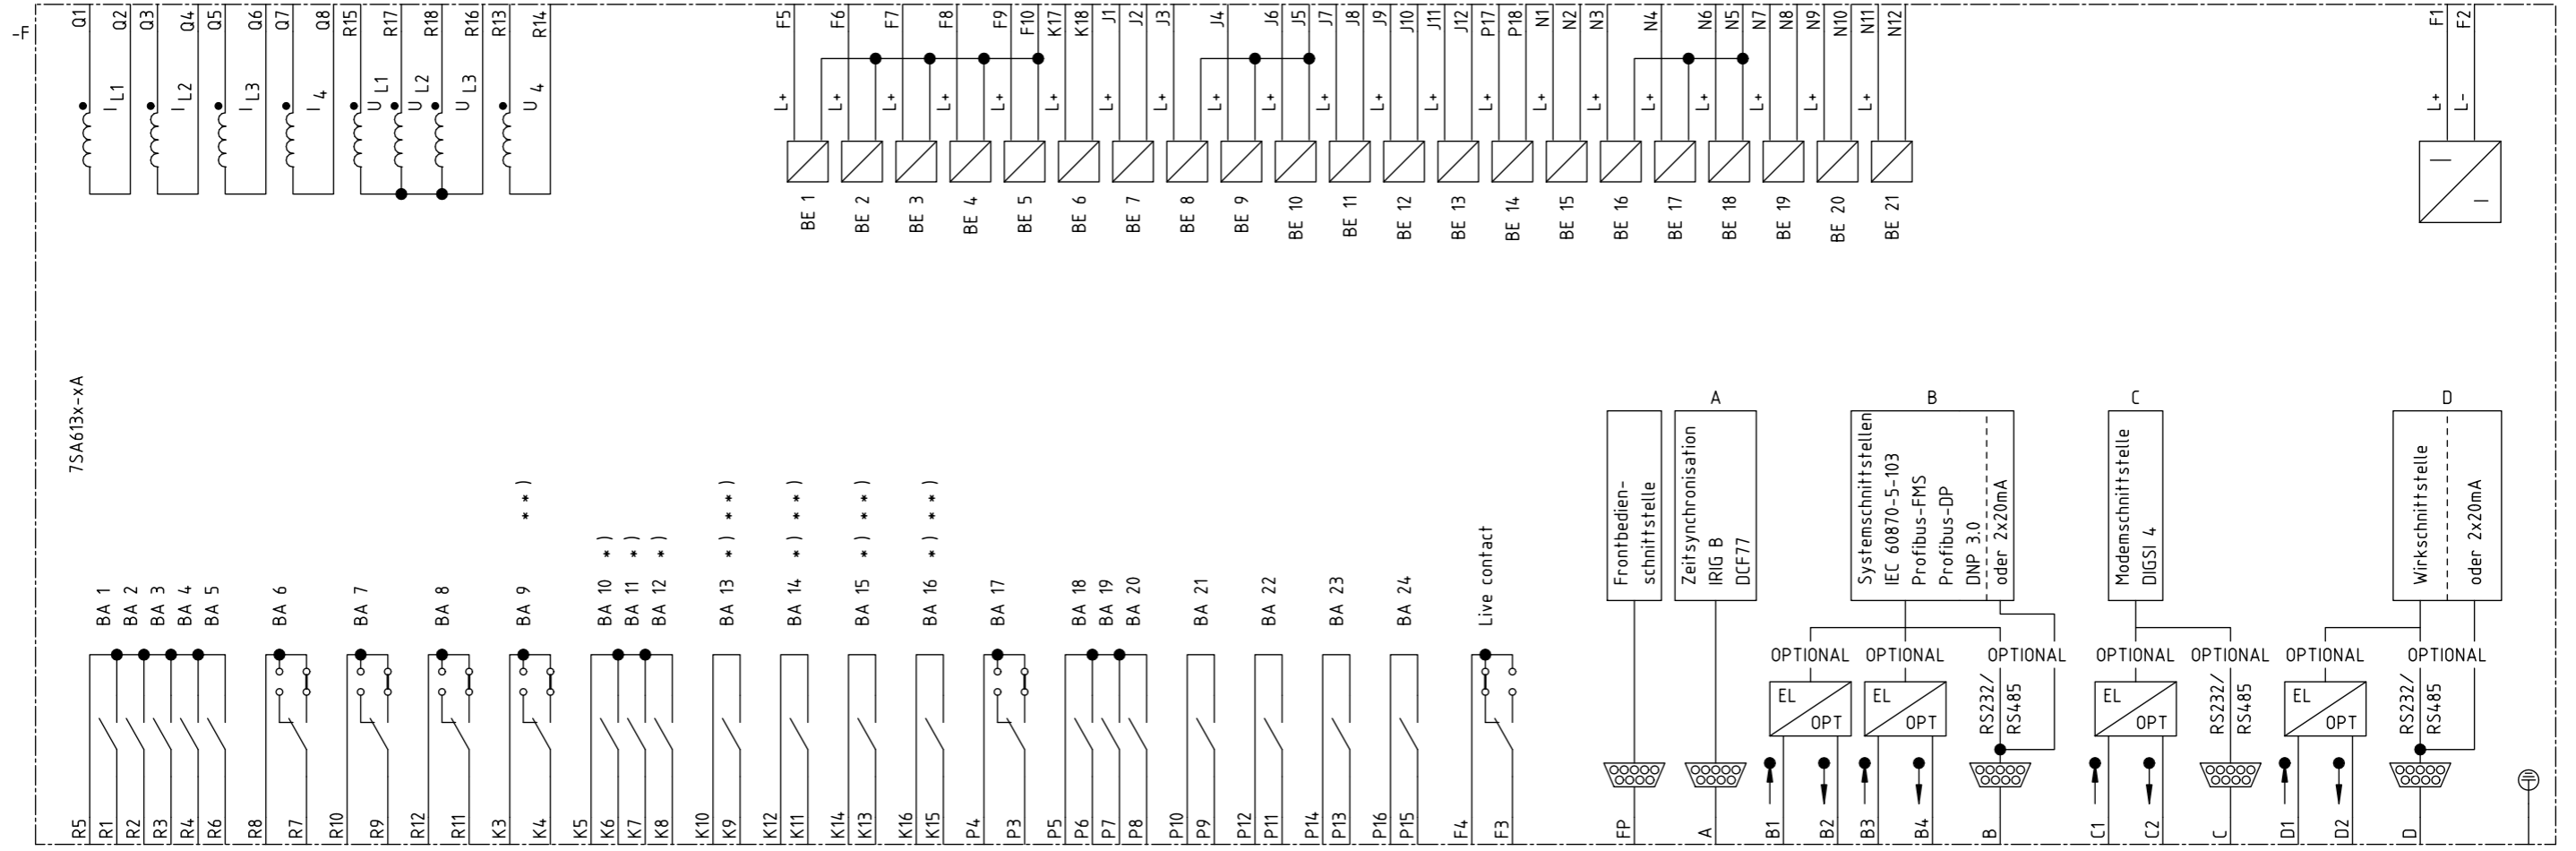 -F
Q1 Q2 Q3 Q4 Q5 Q6 Q7 Q8 R15 R17 R18 R16 R13 R14
F5 F6 F7 F8 F9 F10 K17 K18 J1 J2 J3 J4 J6 J5 J7 J8 J9 J10 J11 J12 P17 P18 N1 N2 N3 N4 N6 N5 N7 N8 N9 N10 N11 N12
F1 F2
I L1 I L2 I L3 I 4 U L1 U L2 U L3 U 4
L+ L+ L+ L+ L+ L+ L+ L+ L+ L+ L+ L+ L+ L+ L+ L+ L+ L+ L+ L+ L+
L+ L-
BE 1 BE 2 BE 3 BE 4 BE 5 BE 6 BE 7 BE 8 BE 9 BE 10 BE 11 BE 12 BE 13 BE 14 BE 15 BE 16 BE 17 BE 18 BE 19 BE 20 BE 21
7SA613x-xA
BA 1
BA 2
BA 3
BA 4
BA 5
BA 6
BA 7
BA 8
BA 9 **)
BA 10 *)
BA 11 *)
BA 12 *)
BA 13 *) **)
BA 14 *) **)
BA 15 *) **)
BA 16 *) **)
BA 17
BA 18
BA 19
BA 20
BA 21
BA 22
BA 23
BA 24
Live contact
Frontbedien-
schnittstelle
A
Zeitsynchronisation
IRIG B
DCF77
B
Systemschnittstellen
IEC 60870-5-103
Profibus-FMS
Profibus-DP
DNP 3.0
oder 2x20mA
C
Modemschnittstelle
DIGSI 4
D
Wirkschnittstelle
oder 2x20mA
OPTIONAL OPTIONAL OPTIONAL OPTIONAL OPTIONAL OPTIONAL OPTIONAL
EL OPT
EL OPT
RS232/
RS485
EL OPT
RS232/
RS485
EL OPT
RS232/
RS485
R5 R1 R2 R3 R4 R6 R8 R7 R10 R9 R12 R11 K3 K4 K5 K6 K7 K8 K10 K9 K12 K11 K14 K13 K16 K15 P4 P3 P5 P6 P7 P8 P10 P9 P12 P11 P14 P13 P16 P15 F4 F3 FP A B1 B2 B3 B4 B C1 C2 C D1 D2 D